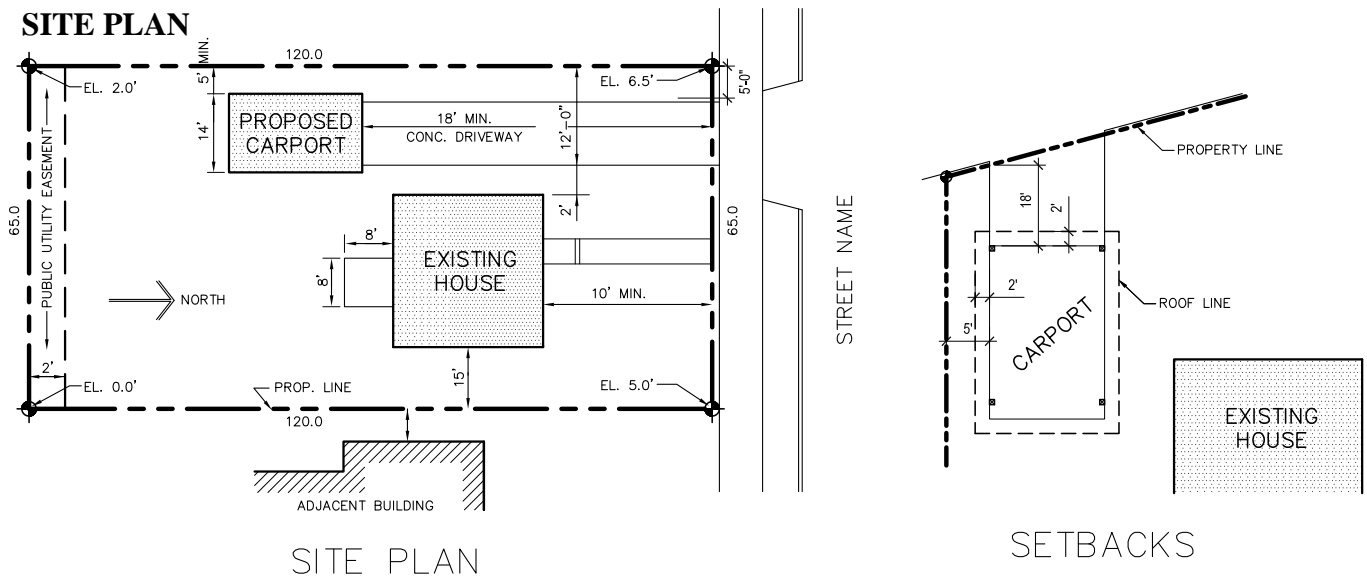 SITE PLAN
120.0
5' MIN.
EL. 2.0'
EL. 6.5'
5'-0"
PROPOSED
CARPORT
14'
18' MIN.
CONC. DRIVEWAY
12'-0"
PUBLIC UTILITY EASEMENT
65.0
65.0
2'
8'
8'
EXISTING
HOUSE
NORTH
10' MIN.
15'
2'
EL. 0.0'
PROP. LINE
EL. 5.0'
120.0
ADJACENT BUILDING
SITE PLAN
STREET NAME
PROPERTY LINE
18'
2'
2'
ROOF LINE
5'
CARPORT
EXISTING
HOUSE
SETBACKS